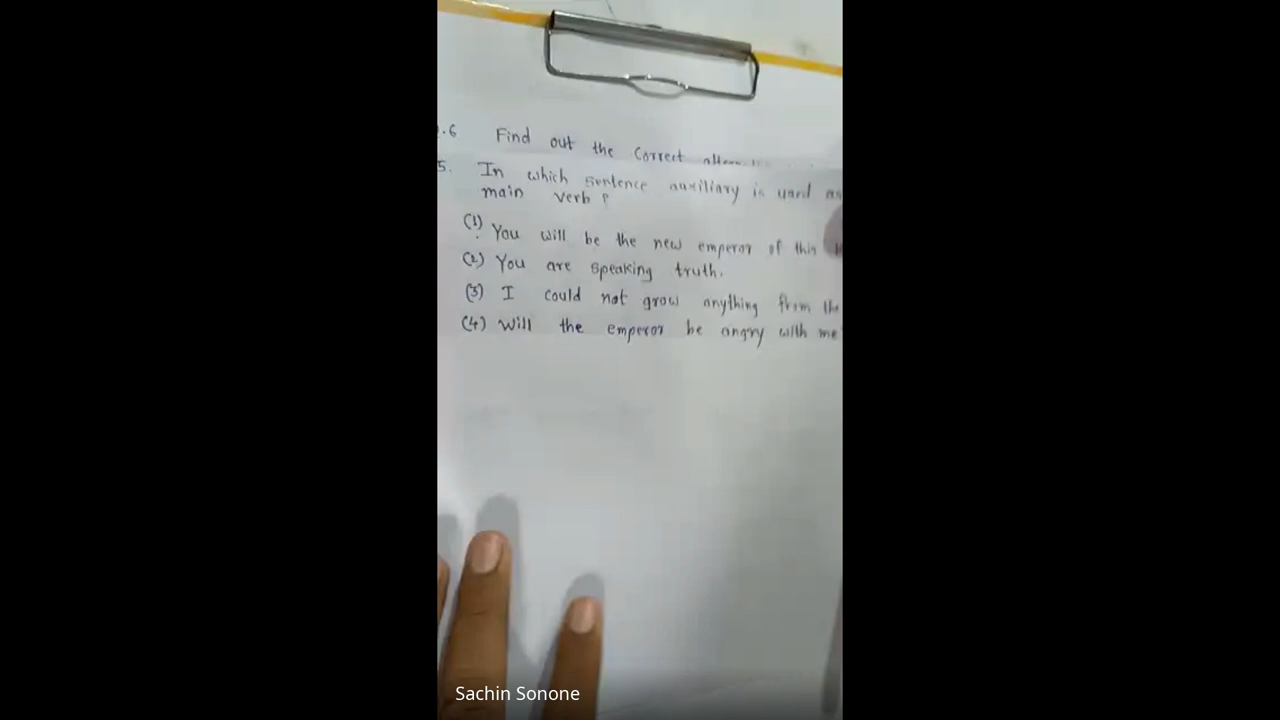 .6 Find out the correct
5. In which sentence auxiliary is used as
main verb?
(1) You will be the new emperor of this
(2) You are speaking truth.
(3) I could not grow anything from the
(4) Will the emperor be angry with me
Sachin Sonone